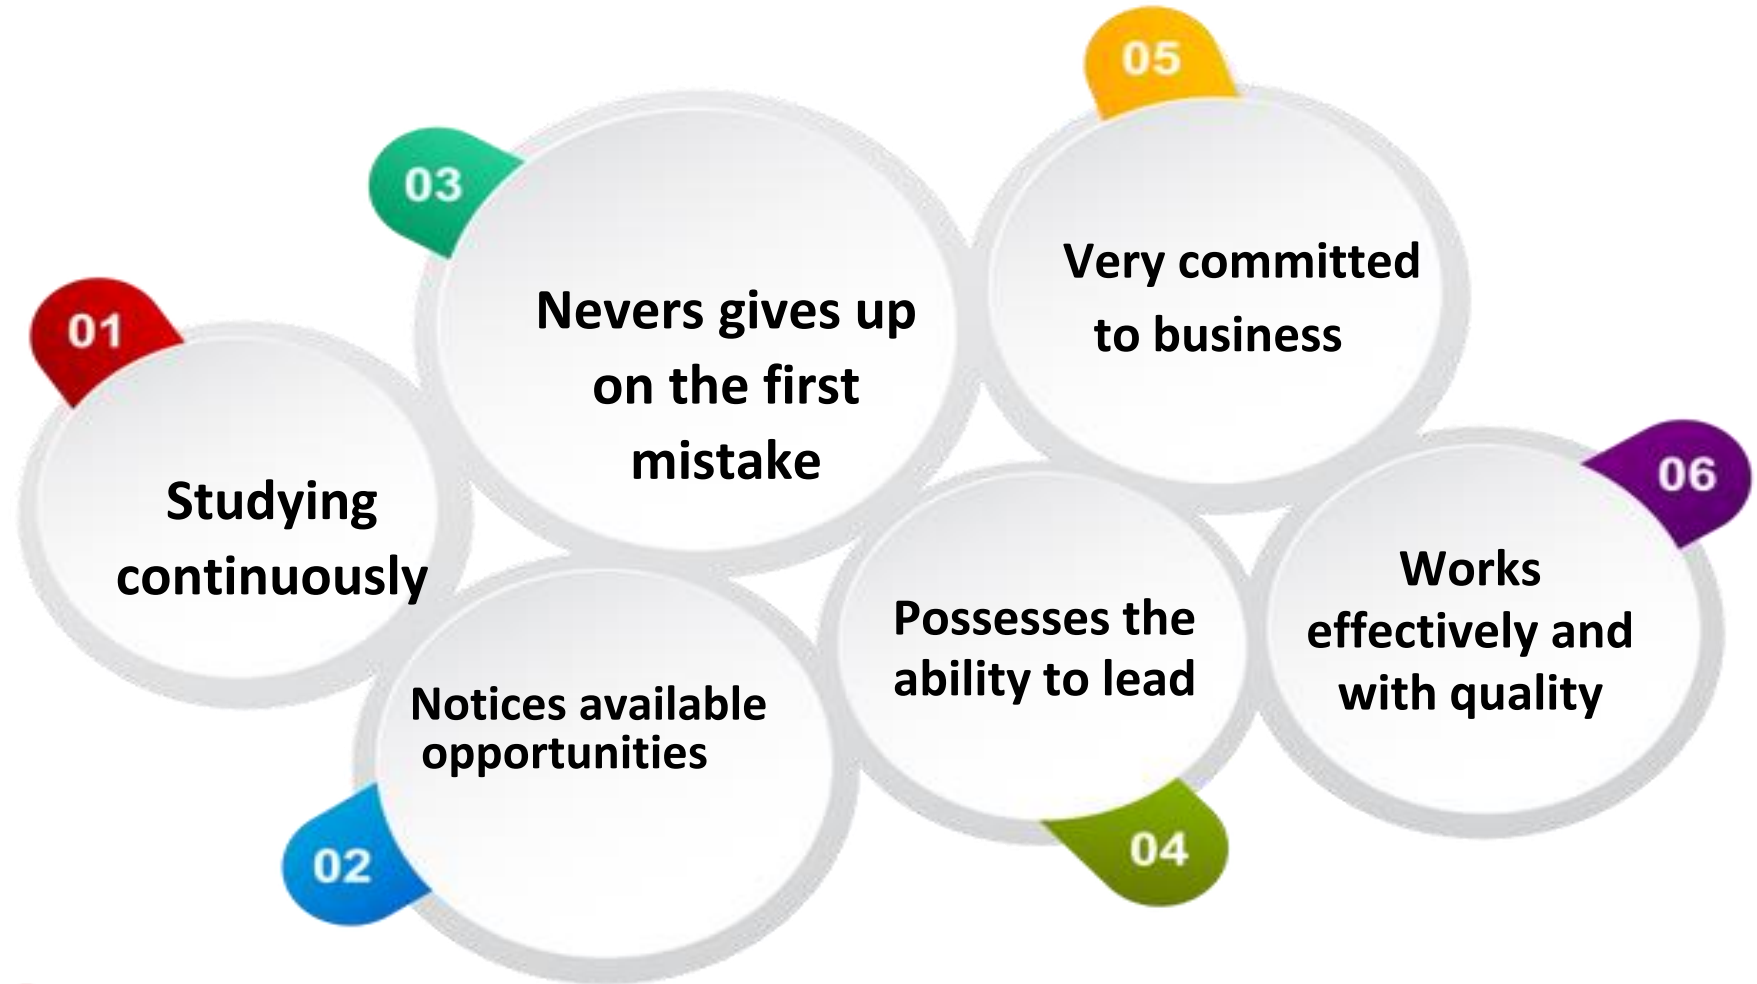 01
Studying
continuously
02
Notices available
opportunities
03
Nevers gives up
on the first
mistake
04
Possesses the
ability to lead
05
Very committed
to business
06
Works
effectively and
with quality